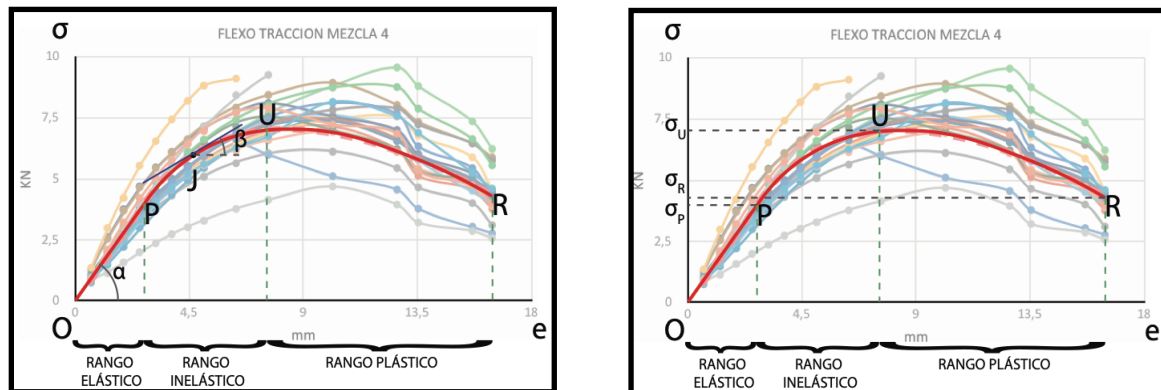 σ
FLEXO TRACCION MEZCLA 4
10
7,5
5
2,5
0
KN
U
β
J
P
R
α
0
4,5
9
13,5
18
O
mm
e
RANGO
ELÁSTICO
RANGO
INELÁSTICO
RANGO PLÁSTICO
σ
FLEXO TRACCION MEZCLA 4
10
7,5
σU
5
σR
σP
2,5
0
KN
U
P
R
0
4,5
9
13,5
18
O
mm
e
RANGO
ELÁSTICO
RANGO
INELÁSTICO
RANGO PLÁSTICO